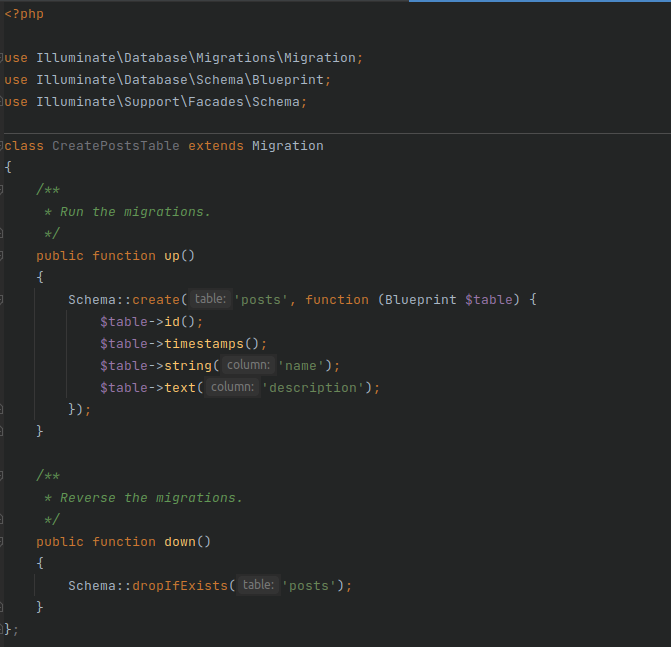 <?php
use Illuminate\Database\Migrations\Migration;
use Illuminate\Database\Schema\Blueprint;
use Illuminate\Support\Facades\Schema;
class CreatePostsTable extends Migration
{
/**
* Run the migrations.
*/
public function up()
{
Schema::create( table: 'posts', function (Blueprint $table) {
$table->id();
$table->timestamps();
$table->string( column: 'name');
$table->text( column: 'description');
});
}
/**
* Reverse the migrations.
*/
public function down()
{
Schema::dropIfExists( table: 'posts');
}
};